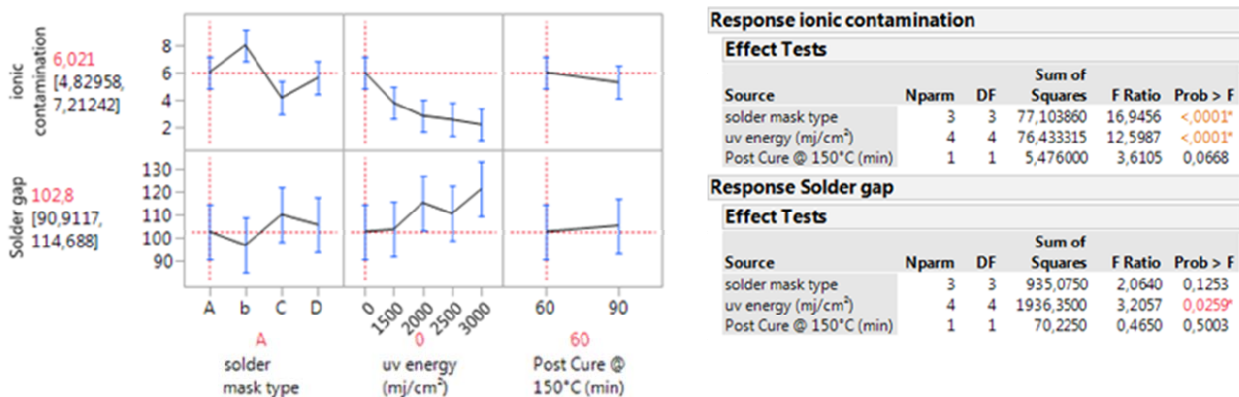 ionic
contamination
6,021
[4,82958,
7,21242]
8
6
4
2
Solder gap
102,8
[90,9117,
114,688]
130
120
110
100
90
A b C D
0 1500 2000 2500 3000
60 90
A
0
60
solder
mask type
uv energy
(mj/cm²)
Post Cure @
150°C (min)
Response ionic contamination
Effect Tests
Sum of
Source Nparm DF Squares F Ratio Prob > F
solder mask type 3 3 77,103860 16,9456 <,0001*
uv energy (mj/cm²) 4 4 76,433315 12,5987 <,0001*
Post Cure @ 150°C (min) 1 1 5,476000 3,6105 0,0668
Response Solder gap
Effect Tests
Sum of
Source Nparm DF Squares F Ratio Prob > F
solder mask type 3 3 935,0750 2,0640 0,1253
uv energy (mj/cm²) 4 4 1936,3500 3,2057 0,0259*
Post Cure @ 150°C (min) 1 1 70,2250 0,4650 0,5003